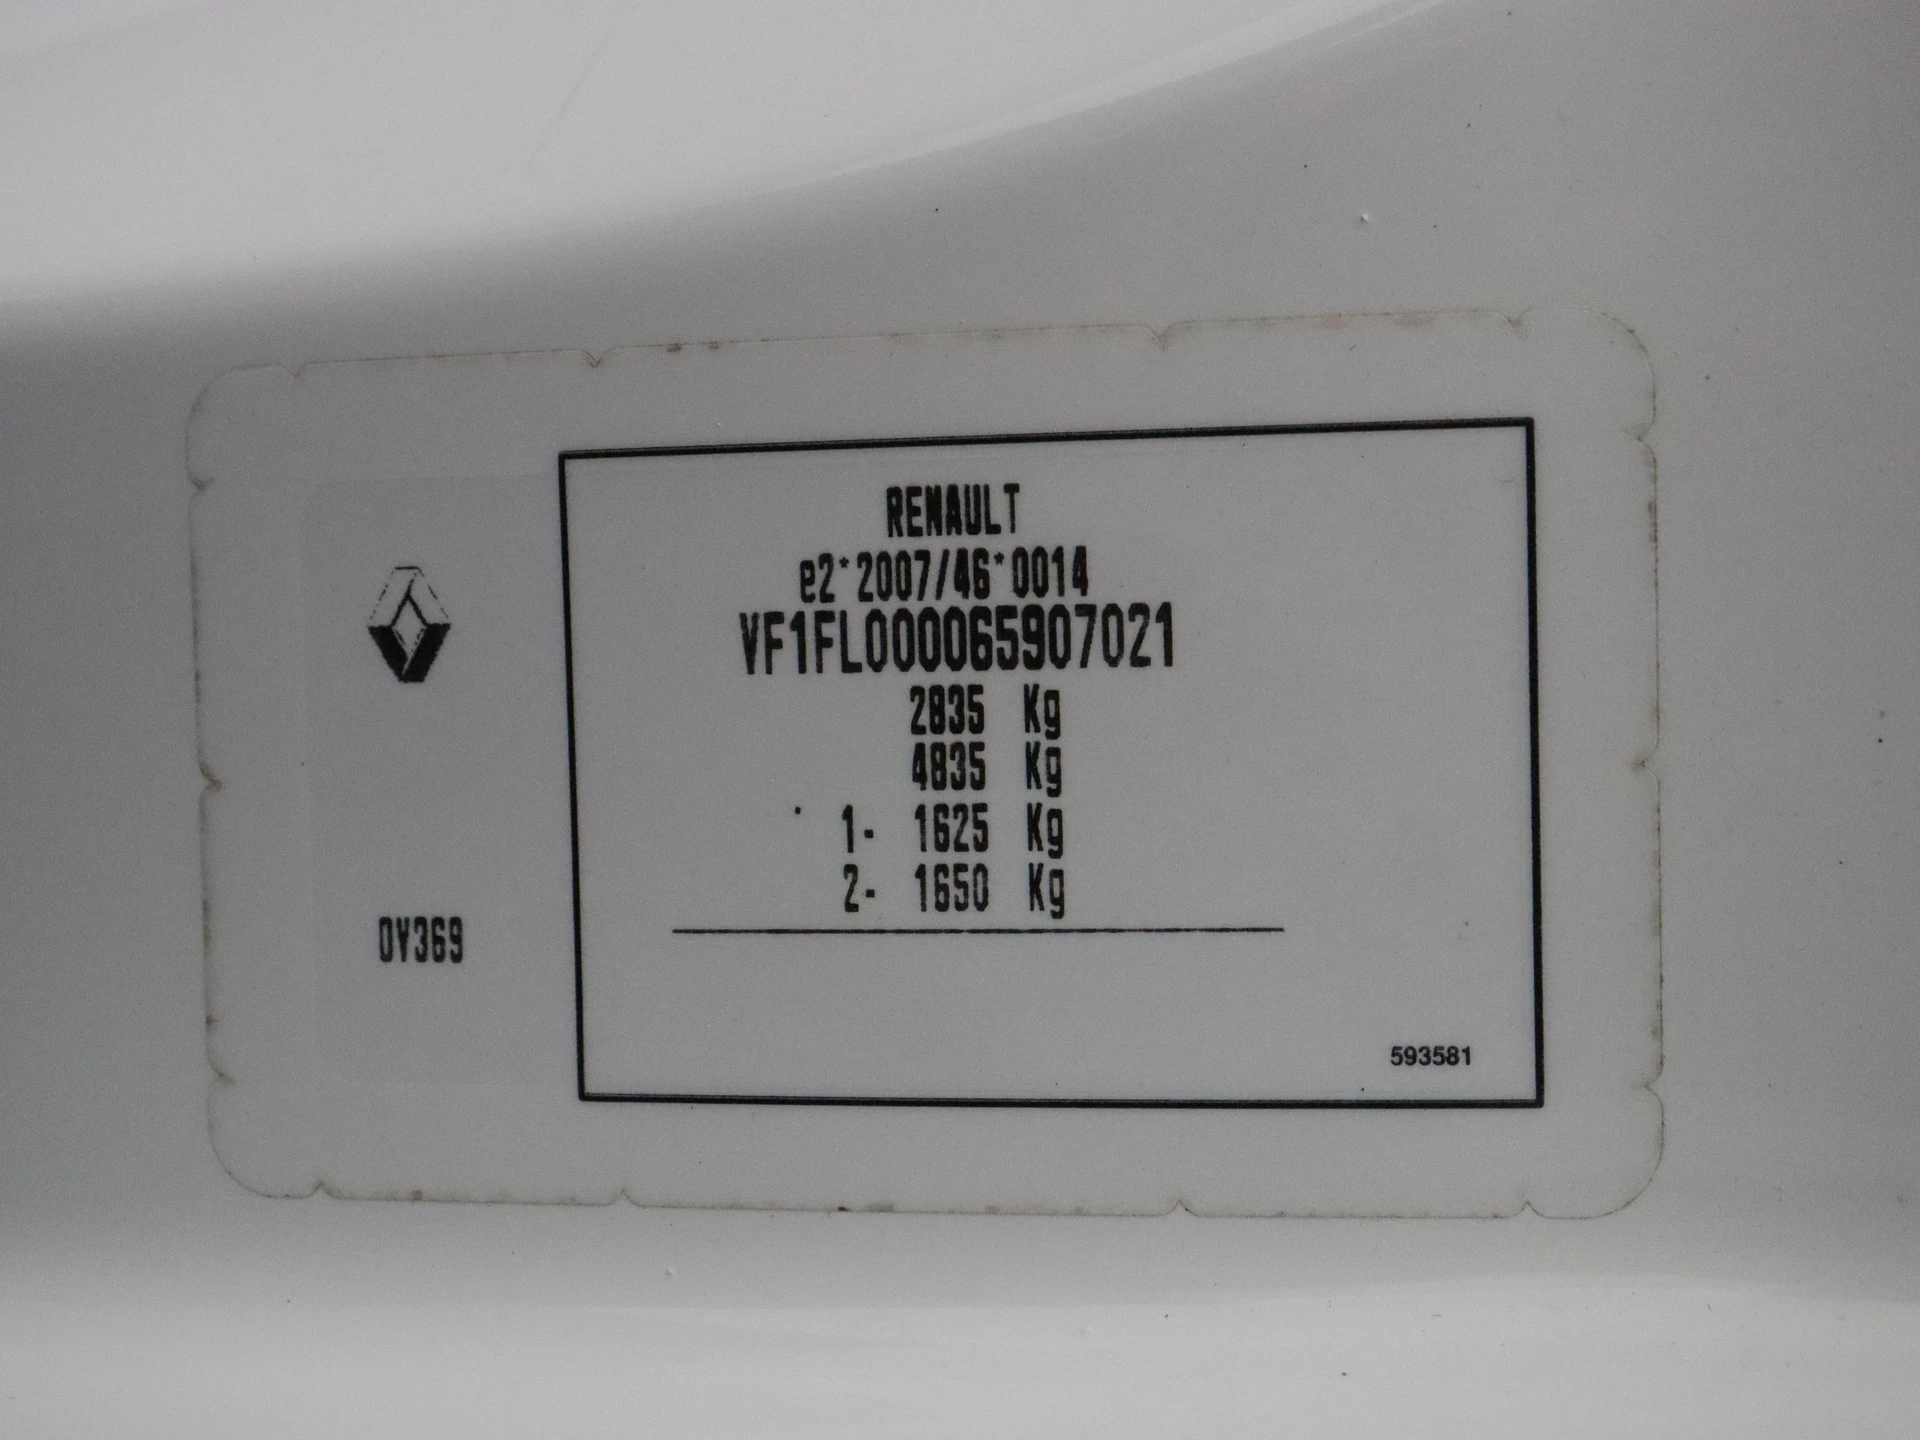 RENAULT
e2*2007/46*0014
VF1FL000065907021
2835 Kg
4835 Kg
1- 1625 Kg
2- 1650 Kg
0V369
593581